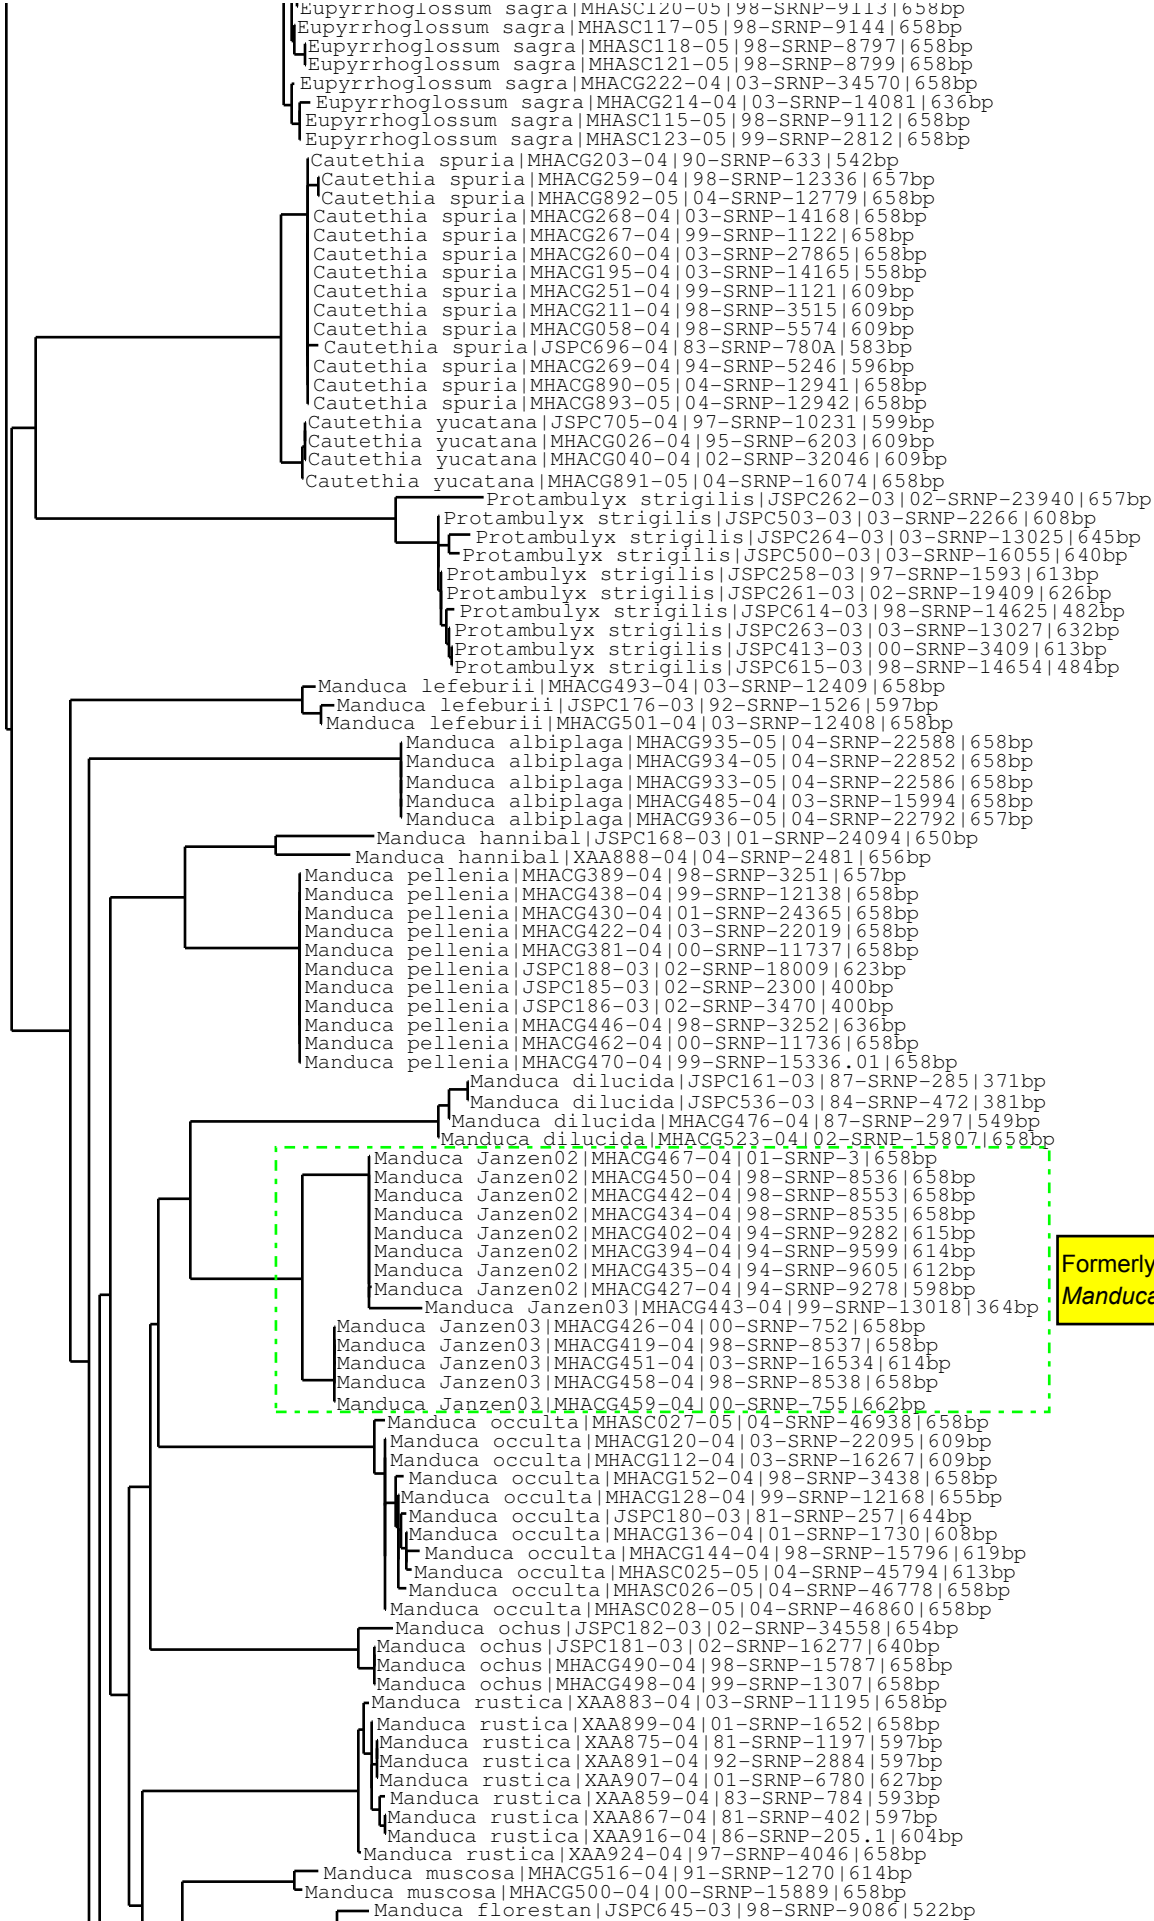 Eupyrrhoglossum sagra|MHASC120-05|98-SRNP-9113|658bp
Eupyrrhoglossum sagra|MHASC117-05|98-SRNP-9144|658bp
Eupyrrhoglossum sagra|MHASC118-05|98-SRNP-8797|658bp
Eupyrrhoglossum sagra|MHASC121-05|98-SRNP-8799|658bp
Eupyrrhoglossum sagra|MHACG222-04|03-SRNP-34570|658bp
Eupyrrhoglossum sagra|MHACG214-04|03-SRNP-14081|636bp
Eupyrrhoglossum sagra|MHASC115-05|98-SRNP-9112|658bp
Eupyrrhoglossum sagra|MHASC123-05|99-SRNP-2812|658bp
Cautethia spuria|MHACG203-04|90-SRNP-633|542bp
Cautethia spuria|MHACG259-04|98-SRNP-12336|657bp
Cautethia spuria|MHACG892-05|04-SRNP-12779|658bp
Cautethia spuria|MHACG268-04|03-SRNP-14168|658bp
Cautethia spuria|MHACG267-04|99-SRNP-1122|658bp
Cautethia spuria|MHACG260-04|03-SRNP-27865|658bp
Cautethia spuria|MHACG195-04|03-SRNP-14165|558bp
Cautethia spuria|MHACG251-04|99-SRNP-1121|609bp
Cautethia spuria|MHACG211-04|98-SRNP-3515|609bp
Cautethia spuria|MHACG058-04|98-SRNP-5574|609bp
Cautethia spuria|JSPC696-04|83-SRNP-780A|583bp
Cautethia spuria|MHACG269-04|94-SRNP-5246|596bp
Cautethia spuria|MHACG890-05|04-SRNP-12941|658bp
Cautethia spuria|MHACG893-05|04-SRNP-12942|658bp
Cautethia yucatana|JSPC705-04|97-SRNP-10231|599bp
Cautethia yucatana|MHACG026-04|95-SRNP-6203|609bp
Cautethia yucatana|MHACG040-04|02-SRNP-32046|609bp
Cautethia yucatana|MHACG891-05|04-SRNP-16074|658bp
Protambulyx strigilis|JSPC262-03|02-SRNP-23940|657bp
Protambulyx strigilis|JSPC503-03|03-SRNP-2266|608bp
Protambulyx strigilis|JSPC264-03|03-SRNP-13025|645bp
Protambulyx strigilis|JSPC500-03|03-SRNP-16055|640bp
Protambulyx strigilis|JSPC258-03|97-SRNP-1593|613bp
Protambulyx strigilis|JSPC261-03|02-SRNP-19409|626bp
Protambulyx strigilis|JSPC614-03|98-SRNP-14625|482bp
Protambulyx strigilis|JSPC263-03|03-SRNP-13027|632bp
Protambulyx strigilis|JSPC413-03|00-SRNP-3409|613bp
Protambulyx strigilis|JSPC615-03|98-SRNP-14654|484bp
Manduca lefeburii|MHACG493-04|03-SRNP-12409|658bp
Manduca lefeburii|JSPC176-03|92-SRNP-1526|597bp
Manduca lefeburii|MHACG501-04|03-SRNP-12408|658bp
Manduca albiplaga|MHACG935-05|04-SRNP-22588|658bp
Manduca albiplaga|MHACG934-05|04-SRNP-22852|658bp
Manduca albiplaga|MHACG933-05|04-SRNP-22586|658bp
Manduca albiplaga|MHACG485-04|03-SRNP-15994|658bp
Manduca albiplaga|MHACG936-05|04-SRNP-22792|657bp
Manduca hannibal|JSPC168-03|01-SRNP-24094|650bp
Manduca hannibal|XAA888-04|04-SRNP-2481|656bp
Manduca pellenia|MHACG389-04|98-SRNP-3251|657bp
Manduca pellenia|MHACG438-04|99-SRNP-12138|658bp
Manduca pellenia|MHACG430-04|01-SRNP-24365|658bp
Manduca pellenia|MHACG422-04|03-SRNP-22019|658bp
Manduca pellenia|MHACG381-04|00-SRNP-11737|658bp
Manduca pellenia|JSPC188-03|02-SRNP-18009|623bp
Manduca pellenia|JSPC185-03|02-SRNP-2300|400bp
Manduca pellenia|JSPC186-03|02-SRNP-3470|400bp
Manduca pellenia|MHACG446-04|98-SRNP-3252|636bp
Manduca pellenia|MHACG462-04|00-SRNP-11736|658bp
Manduca pellenia|MHACG470-04|99-SRNP-15336.01|658bp
Manduca dilucida|JSPC161-03|87-SRNP-285|371bp
Manduca dilucida|JSPC536-03|84-SRNP-472|381bp
Manduca dilucida|MHACG476-04|87-SRNP-297|549bp
Manduca dilucida|MHACG523-04|02-SRNP-15807|658bp
Manduca Janzen02|MHACG467-04|01-SRNP-3|658bp
Manduca Janzen02|MHACG450-04|98-SRNP-8536|658bp
Manduca Janzen02|MHACG442-04|98-SRNP-8553|658bp
Manduca Janzen02|MHACG434-04|98-SRNP-8535|658bp
Manduca Janzen02|MHACG402-04|94-SRNP-9282|615bp
Manduca Janzen02|MHACG394-04|94-SRNP-9599|614bp
Manduca Janzen02|MHACG435-04|94-SRNP-9605|612bp
Manduca Janzen02|MHACG427-04|94-SRNP-9278|598bp
Manduca Janzen03|MHACG443-04|99-SRNP-13018|364bp
Manduca Janzen03|MHACG426-04|00-SRNP-752|658bp
Manduca Janzen03|MHACG419-04|98-SRNP-8537|658bp
Manduca Janzen03|MHACG451-04|03-SRNP-16534|614bp
Manduca Janzen03|MHACG458-04|98-SRNP-8538|658bp
Manduca Janzen03|MHACG459-04|00-SRNP-755|662bp
Formerly
Manduca
Manduca occulta|MHASC027-05|04-SRNP-46938|658bp
Manduca occulta|MHACG120-04|03-SRNP-22095|609bp
Manduca occulta|MHACG112-04|03-SRNP-16267|609bp
Manduca occulta|MHACG152-04|98-SRNP-3438|658bp
Manduca occulta|MHACG128-04|99-SRNP-12168|655bp
Manduca occulta|JSPC180-03|81-SRNP-257|644bp
Manduca occulta|MHACG136-04|01-SRNP-1730|608bp
Manduca occulta|MHACG144-04|98-SRNP-15796|619bp
Manduca occulta|MHASC025-05|04-SRNP-45794|613bp
Manduca occulta|MHASC026-05|04-SRNP-46778|658bp
Manduca occulta|MHASC028-05|04-SRNP-46860|658bp
Manduca ochus|JSPC182-03|02-SRNP-34558|654bp
Manduca ochus|JSPC181-03|02-SRNP-16277|640bp
Manduca ochus|MHACG490-04|98-SRNP-15787|658bp
Manduca ochus|MHACG498-04|99-SRNP-1307|658bp
Manduca rustica|XAA883-04|03-SRNP-11195|658bp
Manduca rustica|XAA899-04|01-SRNP-1652|658bp
Manduca rustica|XAA875-04|81-SRNP-1197|597bp
Manduca rustica|XAA891-04|92-SRNP-2884|597bp
Manduca rustica|XAA907-04|01-SRNP-6780|627bp
Manduca rustica|XAA859-04|83-SRNP-784|593bp
Manduca rustica|XAA867-04|81-SRNP-402|597bp
Manduca rustica|XAA916-04|86-SRNP-205.1|604bp
Manduca rustica|XAA924-04|97-SRNP-4046|658bp
Manduca muscosa|MHACG516-04|91-SRNP-1270|614bp
Manduca muscosa|MHACG500-04|00-SRNP-15889|658bp
Manduca florestan|JSPC645-03|98-SRNP-9086|522bp